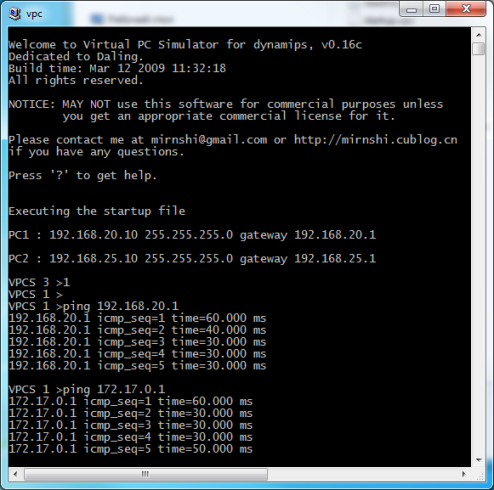 vpc
Welcome to Virtual PC Simulator for dynamips, v0.16c
Dedicated to Daling.
Build time: Mar 12 2009 11:32:18
All rights reserved.
NOTICE: MAY NOT use this software for commercial purposes unless
you get an appropriate commercial license for it.
Please contact me at mirnshi@gmail.com or http://mirnshi.cublog.cn
if you have any questions.
Press '?' to get help.
Executing the startup file
PC1 : 192.168.20.10 255.255.255.0 gateway 192.168.20.1
PC2 : 192.168.25.10 255.255.255.0 gateway 192.168.25.1
VPCS 3 >1
VPCS 1 >
VPCS 1 >ping 192.168.20.1
192.168.20.1 icmp_seq=1 time=60.000 ms
192.168.20.1 icmp_seq=2 time=40.000 ms
192.168.20.1 icmp_seq=3 time=30.000 ms
192.168.20.1 icmp_seq=4 time=30.000 ms
192.168.20.1 icmp_seq=5 time=30.000 ms
VPCS 1 >ping 172.17.0.1
172.17.0.1 icmp_seq=1 time=60.000 ms
172.17.0.1 icmp_seq=2 time=30.000 ms
172.17.0.1 icmp_seq=3 time=30.000 ms
172.17.0.1 icmp_seq=4 time=30.000 ms
172.17.0.1 icmp_seq=5 time=50.000 ms